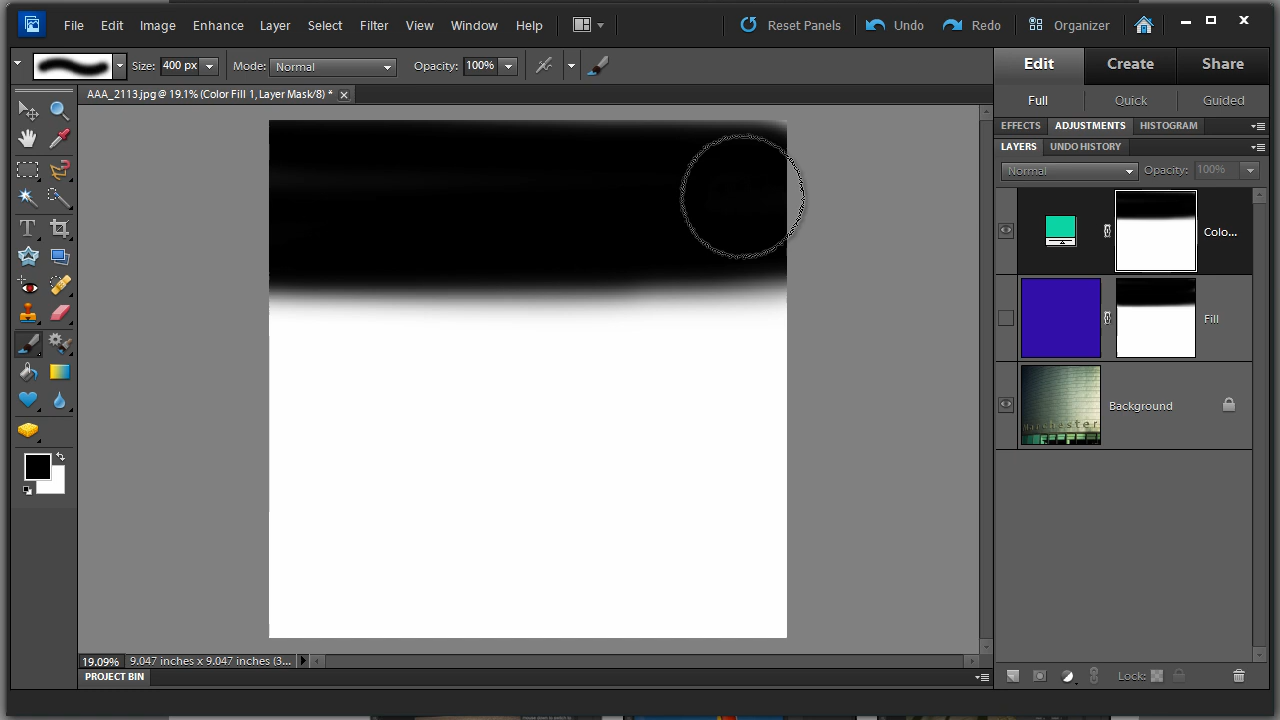 File Edit Image Enhance Layer Select Filter View Window Help Reset Panels Undo Redo Organizer
Size: 400 px Mode: Normal Opacity: 100% Edit Create Share
AAA_2113.jpg @ 19.1% (Color Fill 1, Layer Mask/8) * Full Quick Guided
EFFECTS ADJUSTMENTS HISTOGRAM
LAYERS UNDO HISTORY
Normal Opacity: 100%
Colo...
Fill
Background
Manchester
19.09% 9.047 inches x 9.047 inches (3... Lock:
PROJECT BIN